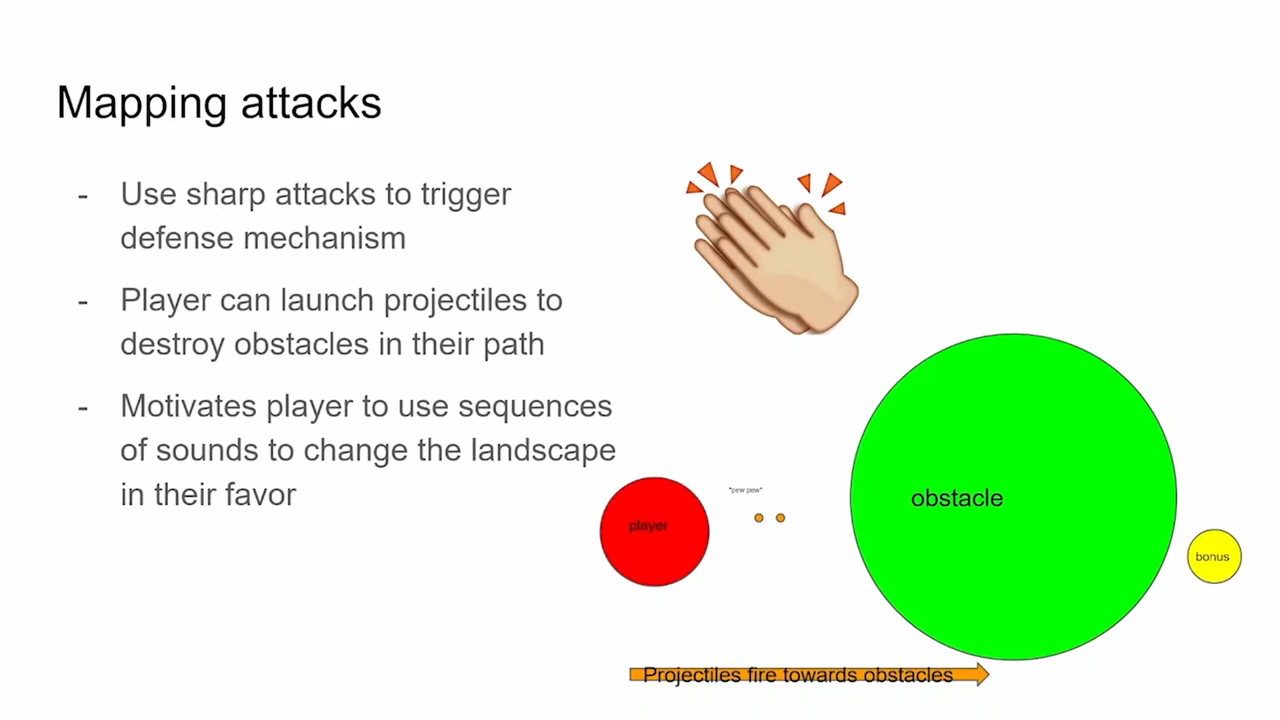 Mapping attacks
- Use sharp attacks to trigger
defense mechanism
- Player can launch projectiles to
destroy obstacles in their path
- Motivates player to use sequences
of sounds to change the landscape
in their favor
"pew pew"
player
obstacle
bonus
Projectiles fire towards obstacles